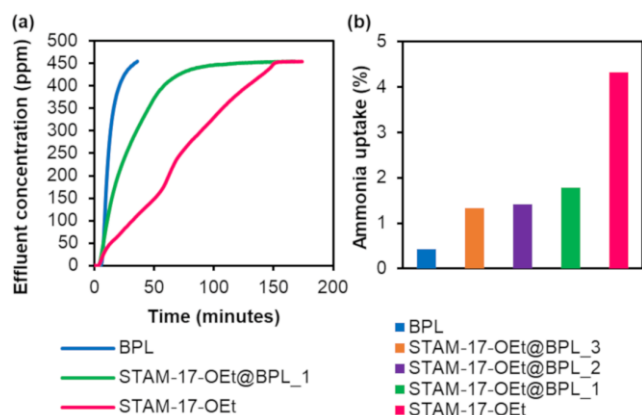 (a)
Effluent concentration (ppm)
500
450
400
350
300
250
200
150
100
50
0
0 50 100 150 200
Time (minutes)
BPL
STAM-17-OEt@BPL_1
STAM-17-OEt
(b)
Ammonia uptake (%)
5
4
3
2
1
0
BPL
STAM-17-OEt@BPL_3
STAM-17-OEt@BPL_2
STAM-17-OEt@BPL_1
STAM-17-OEt